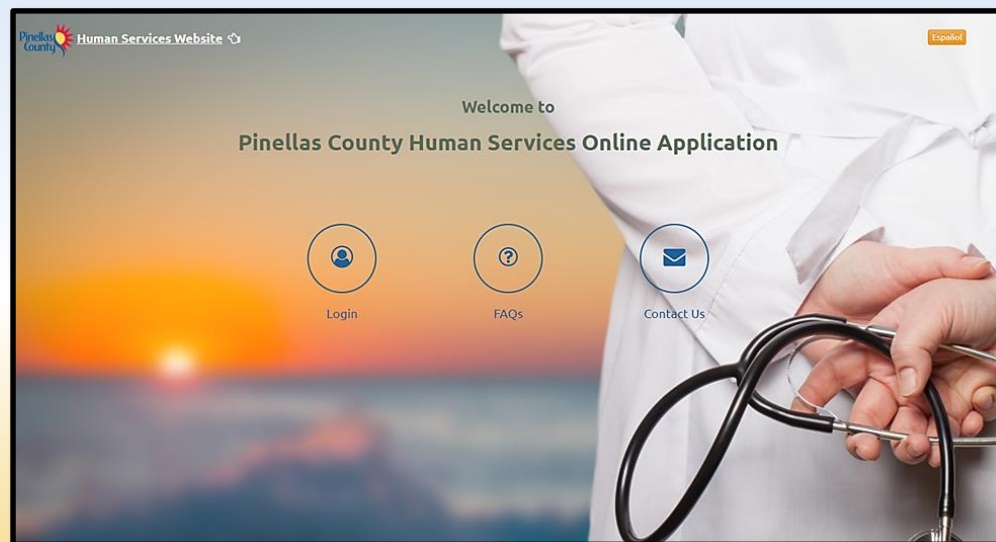 Pinellas
County
Human Services Website
Español
Welcome to
Pinellas County Human Services Online Application
Login
FAQs
Contact Us